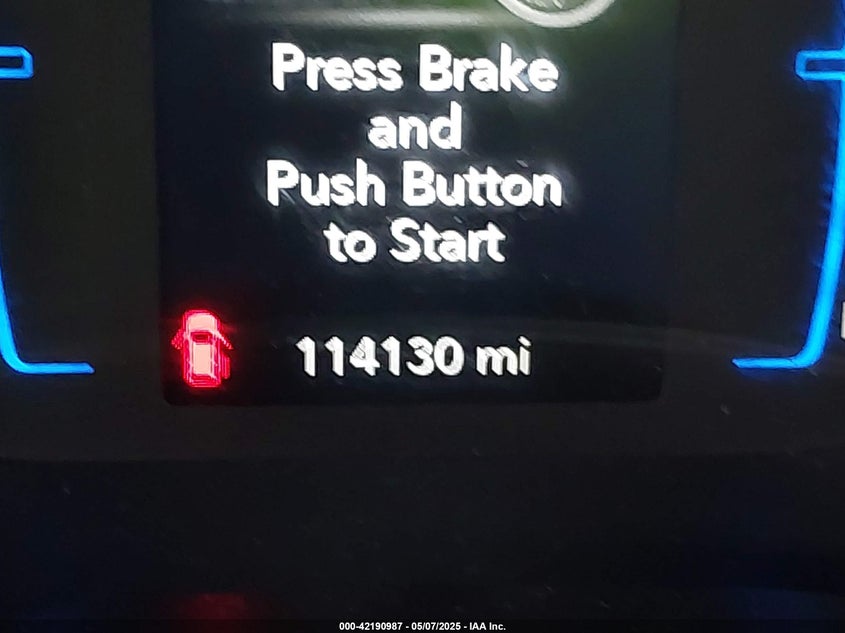 Press Brake
and
Push Button
to Start
114130 mi
000-42190987 - 05/07/2025 - IAA Inc.